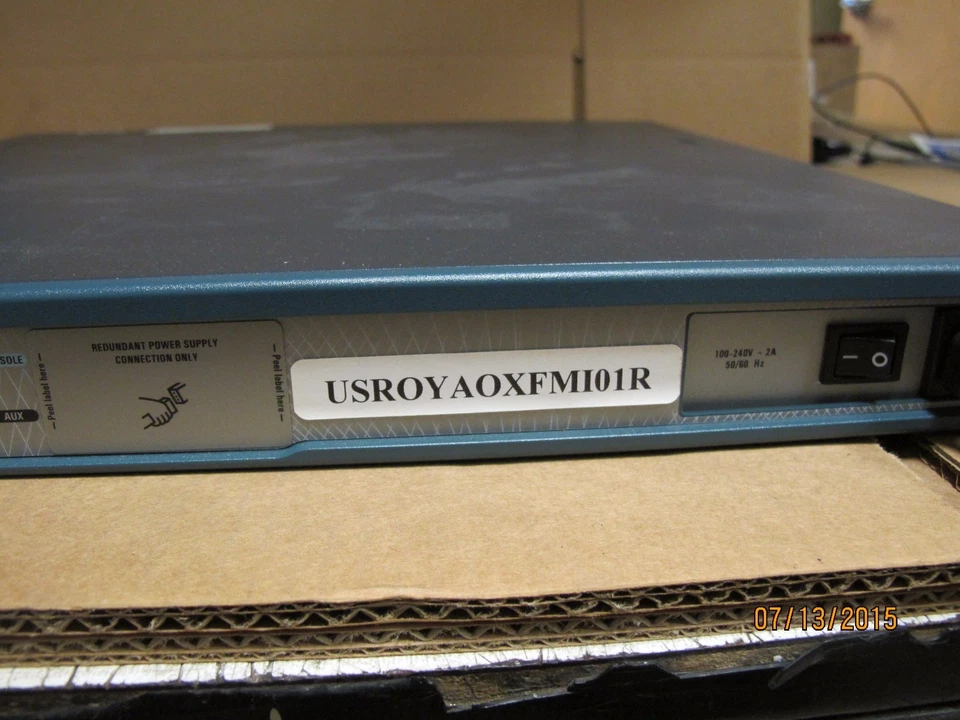 SOLE
AUX
— Peel label here —
REDUNDANT POWER SUPPLY
CONNECTION ONLY
— Peel label here —
USROYAOXFMI01R
100-240V ~ 2A
50/60 Hz
07/13/2015